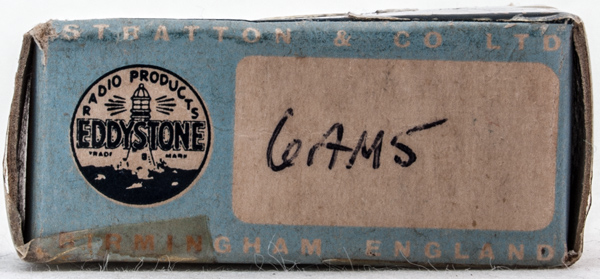 STRATTON & CO LTD
RADIO PRODUCTS
EDDYSTONE
TRADE MARK
6AM5
BIRMINGHAM ENGLAND